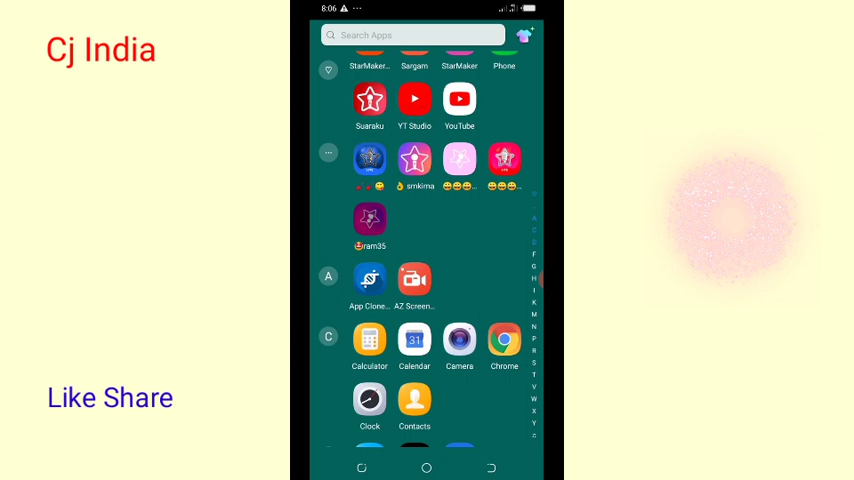 8:06
Cj India
Search Apps
StarMaker... Sargam StarMaker Phone
Suaraku YT Studio YouTube
smkima
ram35
A
App Clone... AZ Screen...
C
Calculator Calendar Camera Chrome
31
Clock Contacts
Like Share
A
C
D
F
G
H
I
K
M
N
P
R
S
T
V
W
X
Y